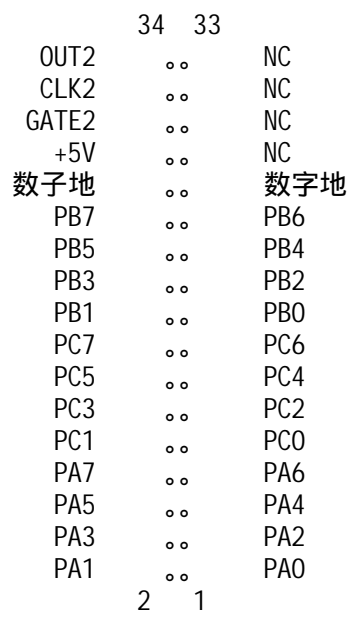 34 33
OUT2 NC
CLK2 NC
GATE2 NC
+5V NC
数子地 数字地
PB7 PB6
PB5 PB4
PB3 PB2
PB1 PB0
PC7 PC6
PC5 PC4
PC3 PC2
PC1 PC0
PA7 PA6
PA5 PA4
PA3 PA2
PA1 PA0
2 1